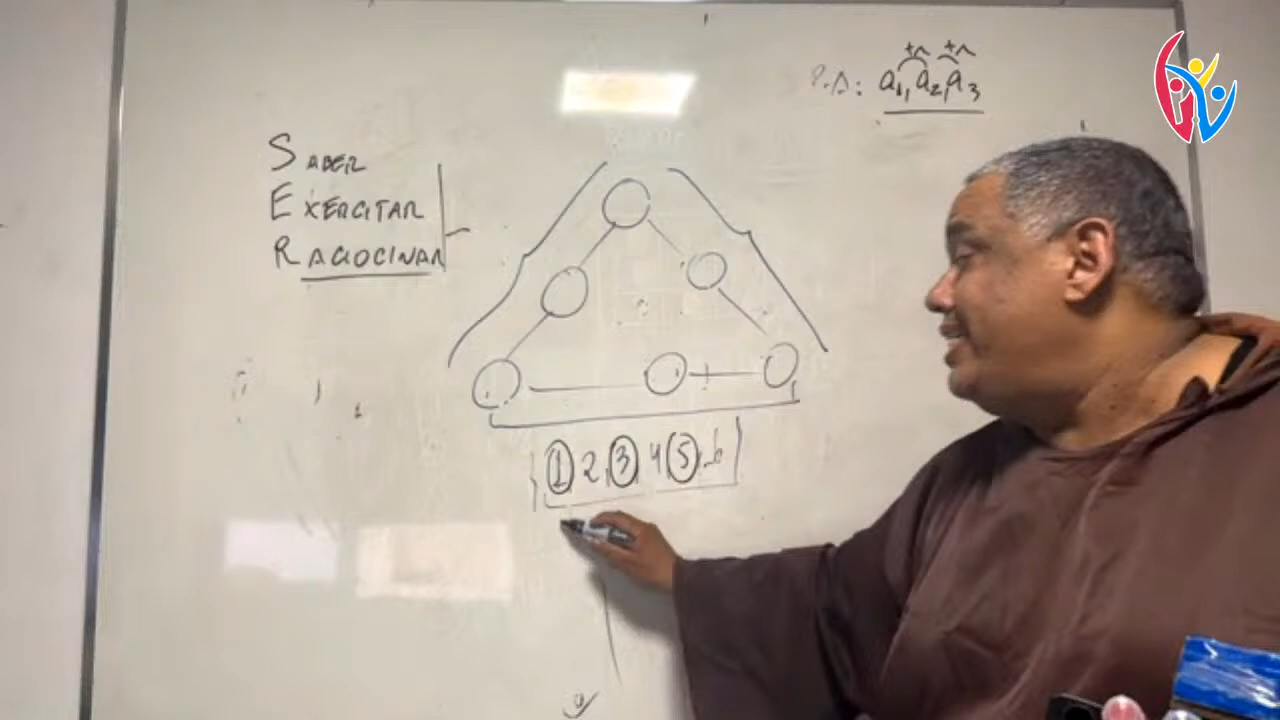 P.A: a1, a2, a3
+r +r
SABER
EXERCITAR
RACIOCINAR
{1, 2, 3, 4, 5, 6}